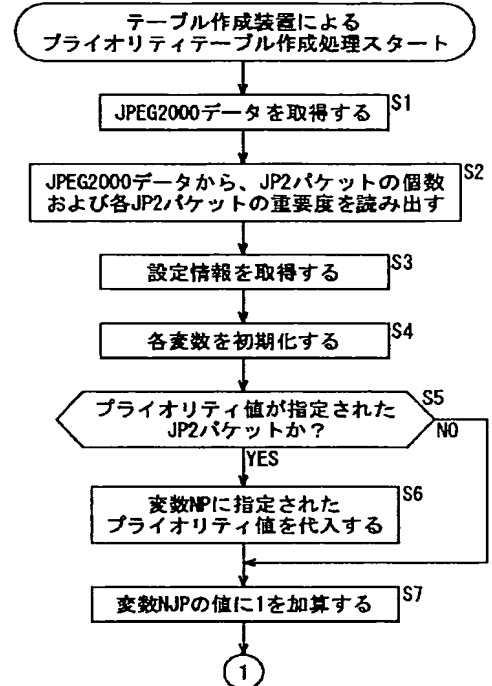 テーブル作成装置による
プライオリティテーブル作成処理スタート
JPEG2000データを取得する
S1
JPEG2000データから、JP2パケットの個数
および各JP2パケットの重要度を読み出す
S2
設定情報を取得する
S3
各変数を初期化する
S4
プライオリティ値が指定された
JP2パケットか?
S5
NO
YES
変数NPに指定された
プライオリティ値を代入する
S6
変数NJPの値に1を加算する
S7
1